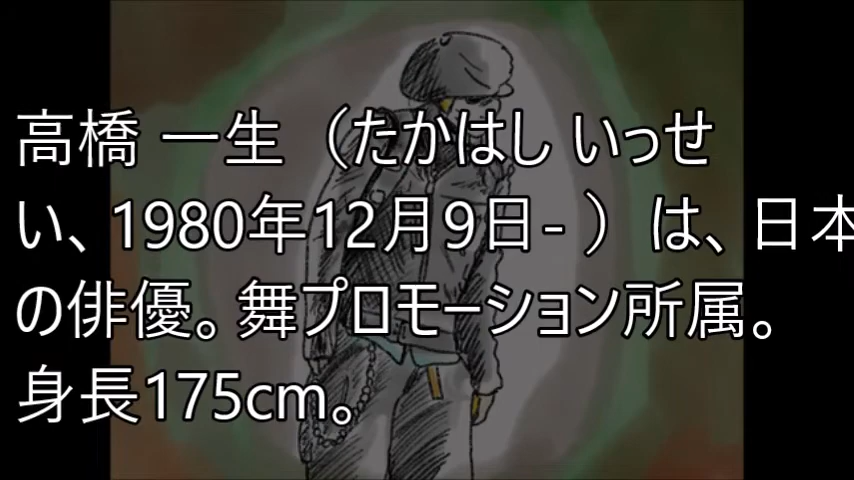 高橋 一生 （たかはし いっせ
い、1980年12月9日- ） は、日本
の俳優。舞プロモーション所属。
身長175cm。